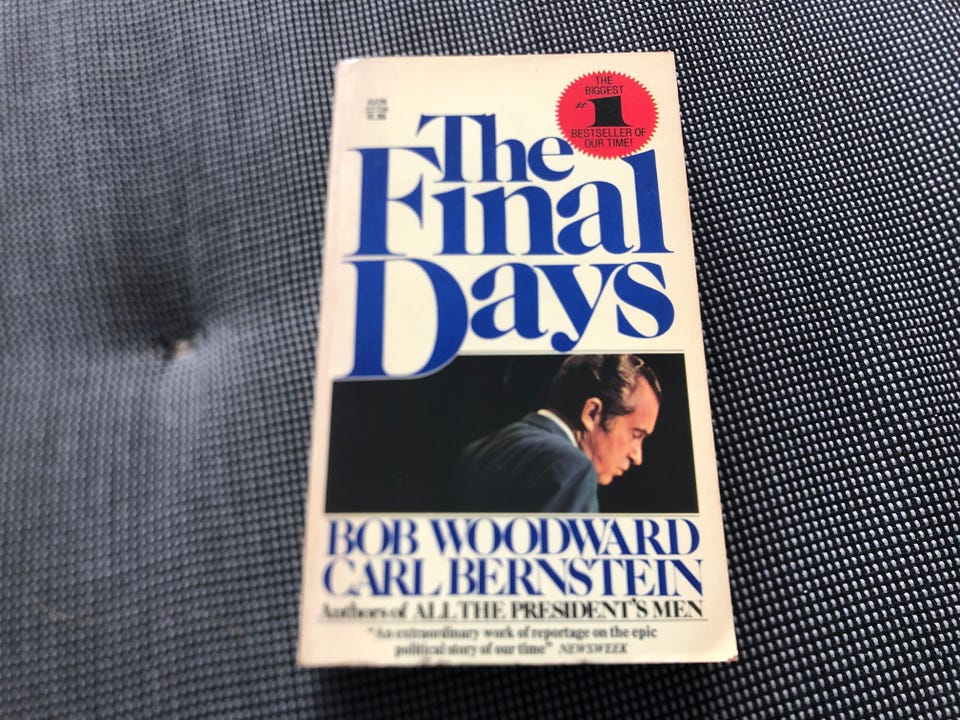 AVON
THE
BIGGEST
#1
BESTSELLER OF
OUR TIME!
The
Final
Days
BOB WOODWARD
CARL BERNSTEIN
Authors of ALL THE PRESIDENT'S MEN
"An extraordinary work of reportage on the epic
political story of our time" NEWSWEEK